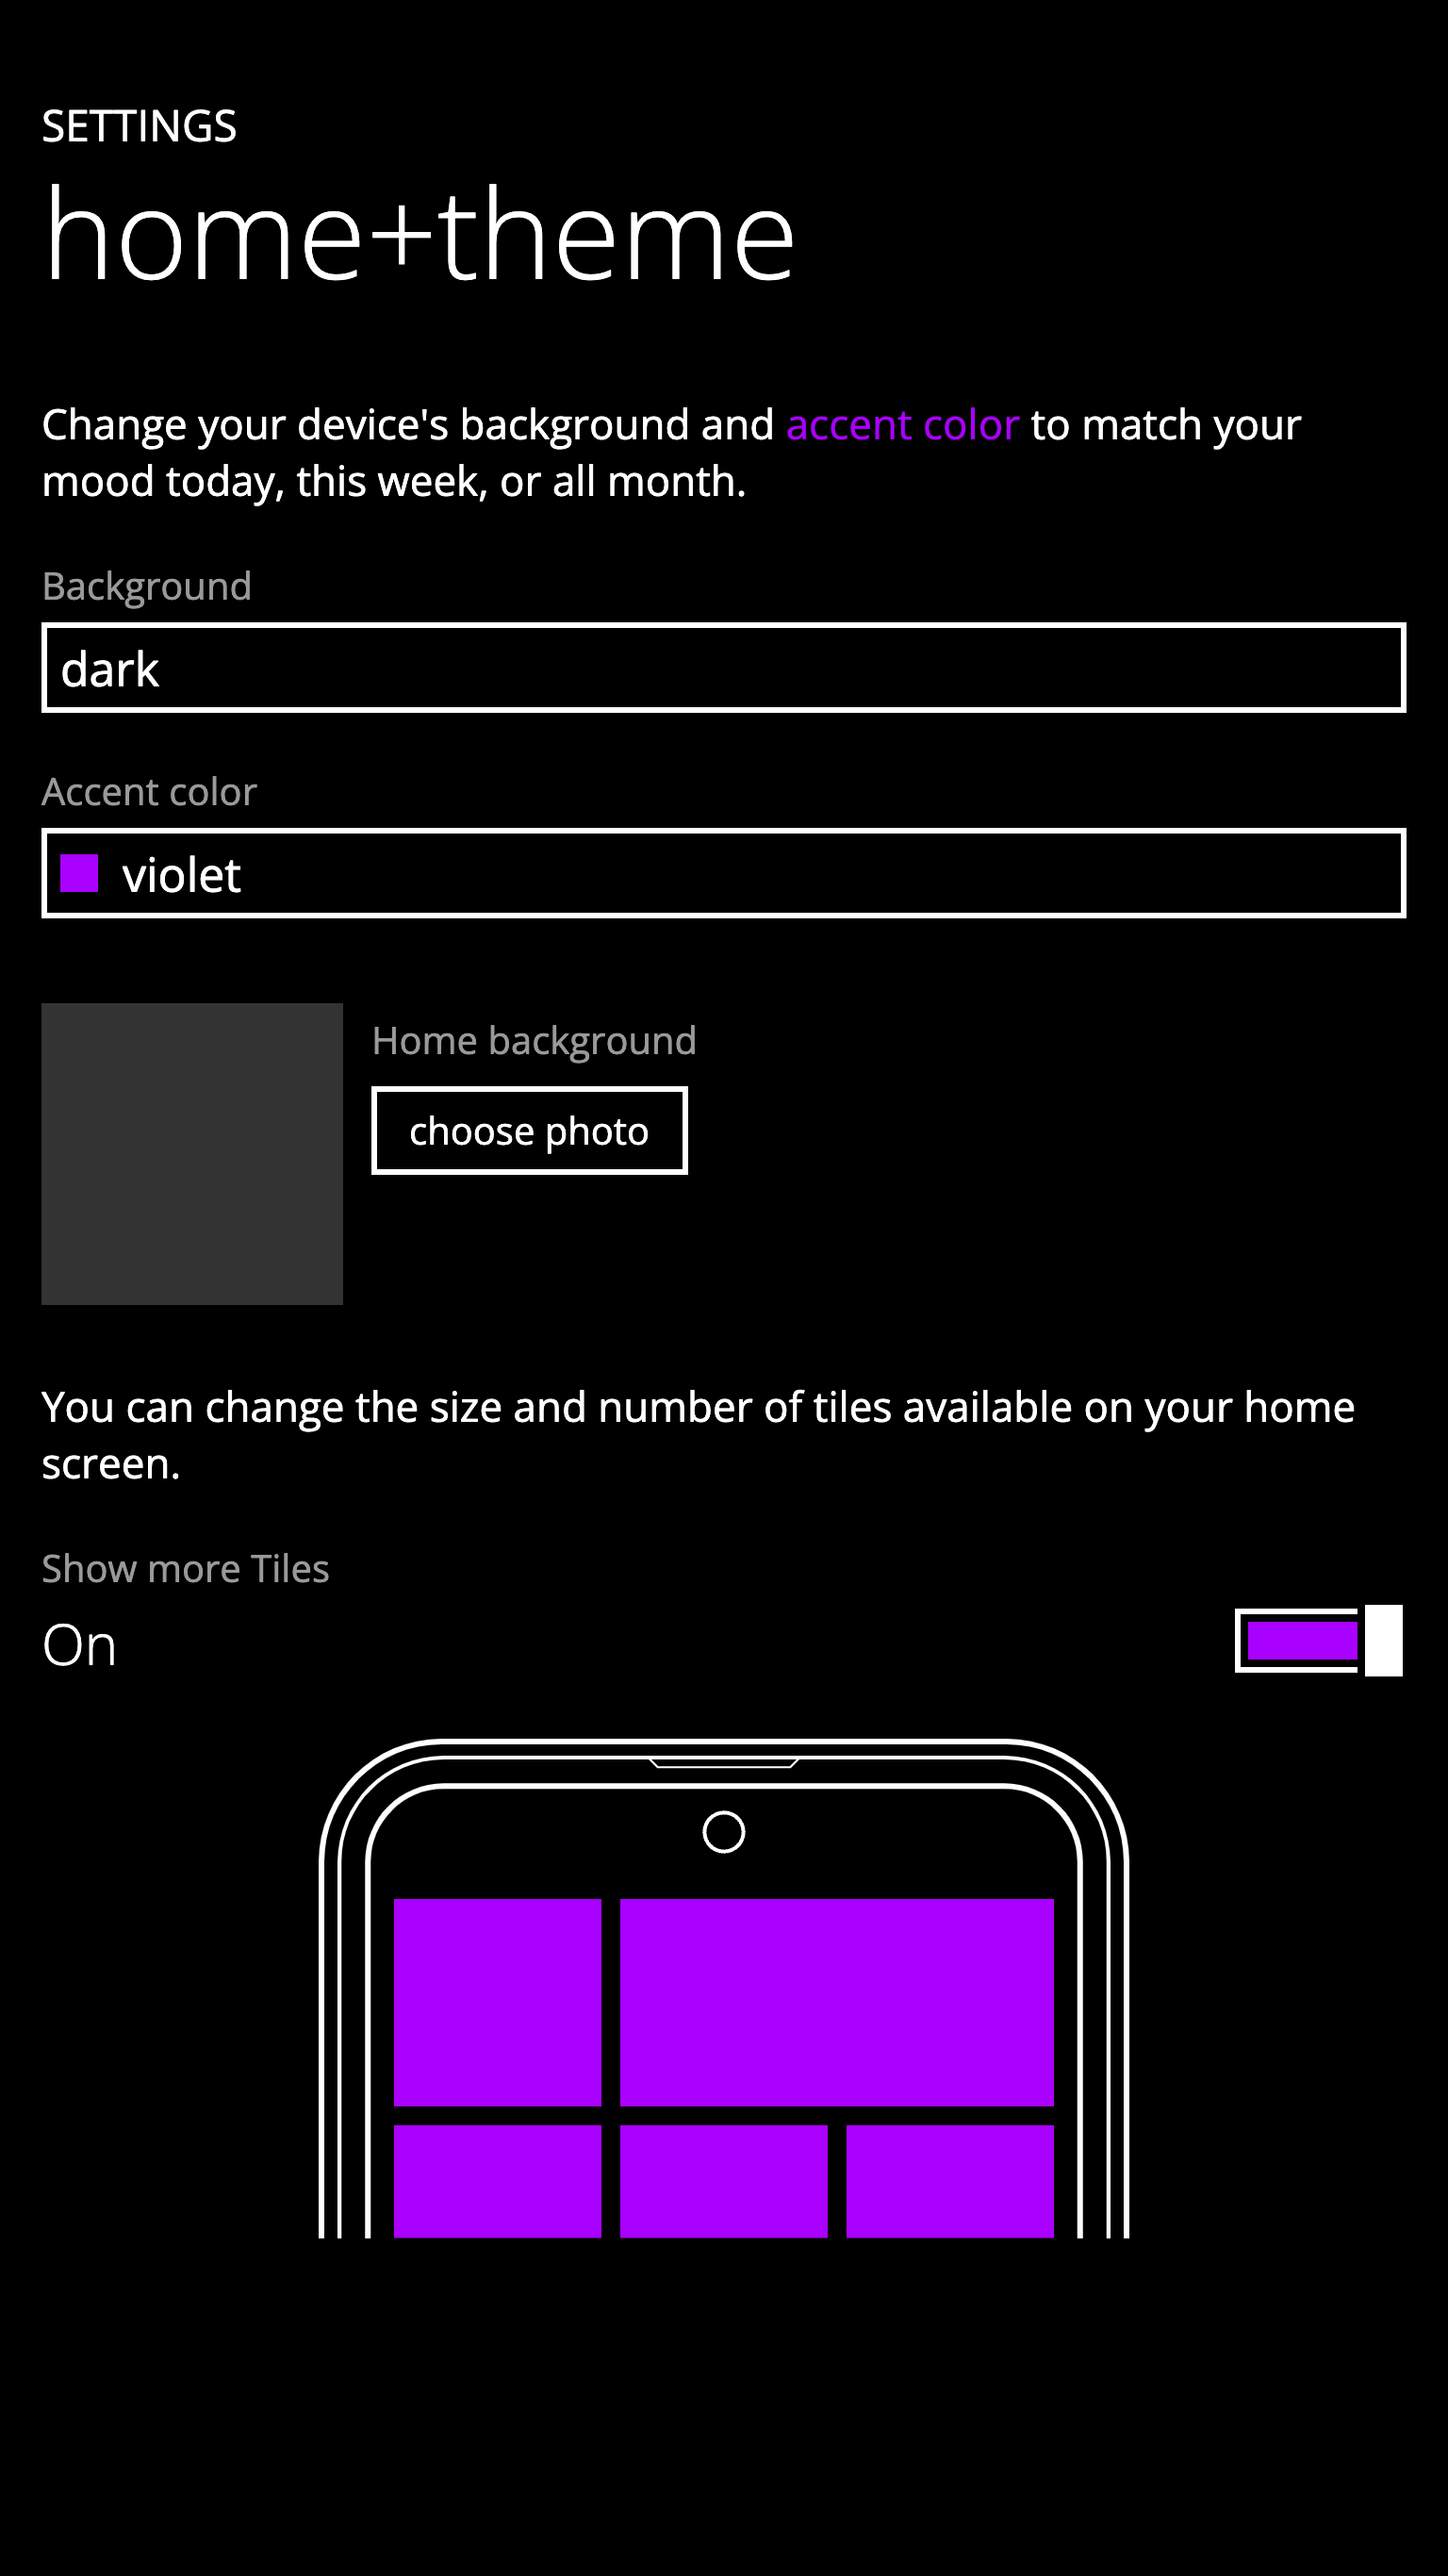 SETTINGS
home+theme
Change your device's background and accent color to match your
mood today, this week, or all month.
Background
dark
Accent color
violet
Home background
choose photo
You can change the size and number of tiles available on your home
screen.
Show more Tiles
On